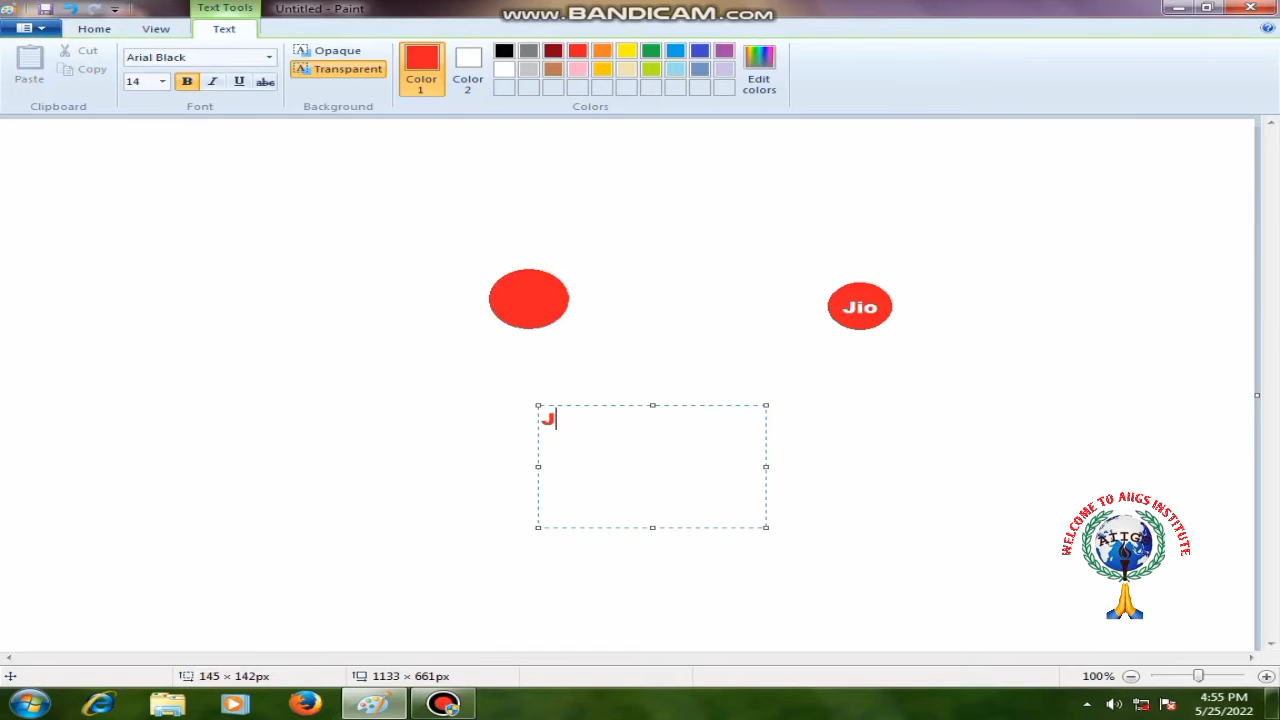 Text Tools
Untitled - Paint
www.BANDICAM.com
Home
View
Text
Paste
Cut
Copy
Clipboard
Arial Black
14
B
I
U
abc
Font
Opaque
Transparent
Background
Color 1
Color 2
Colors
Edit colors
Jio
J
WELCOME TO AIIGS INSTITUTE
AIIG
145 × 142px
1133 × 661px
100%
4:55 PM
5/25/2022